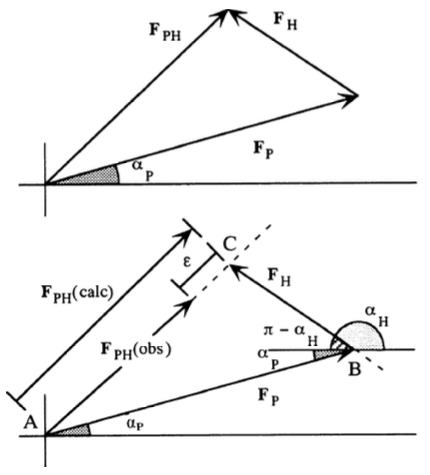 F_PH
F_H
α_P
F_P
C
ε
F_H
F_PH(calc)
α_H
F_PH(obs)
π – α_H
α_P
B
A
F_P
α_P